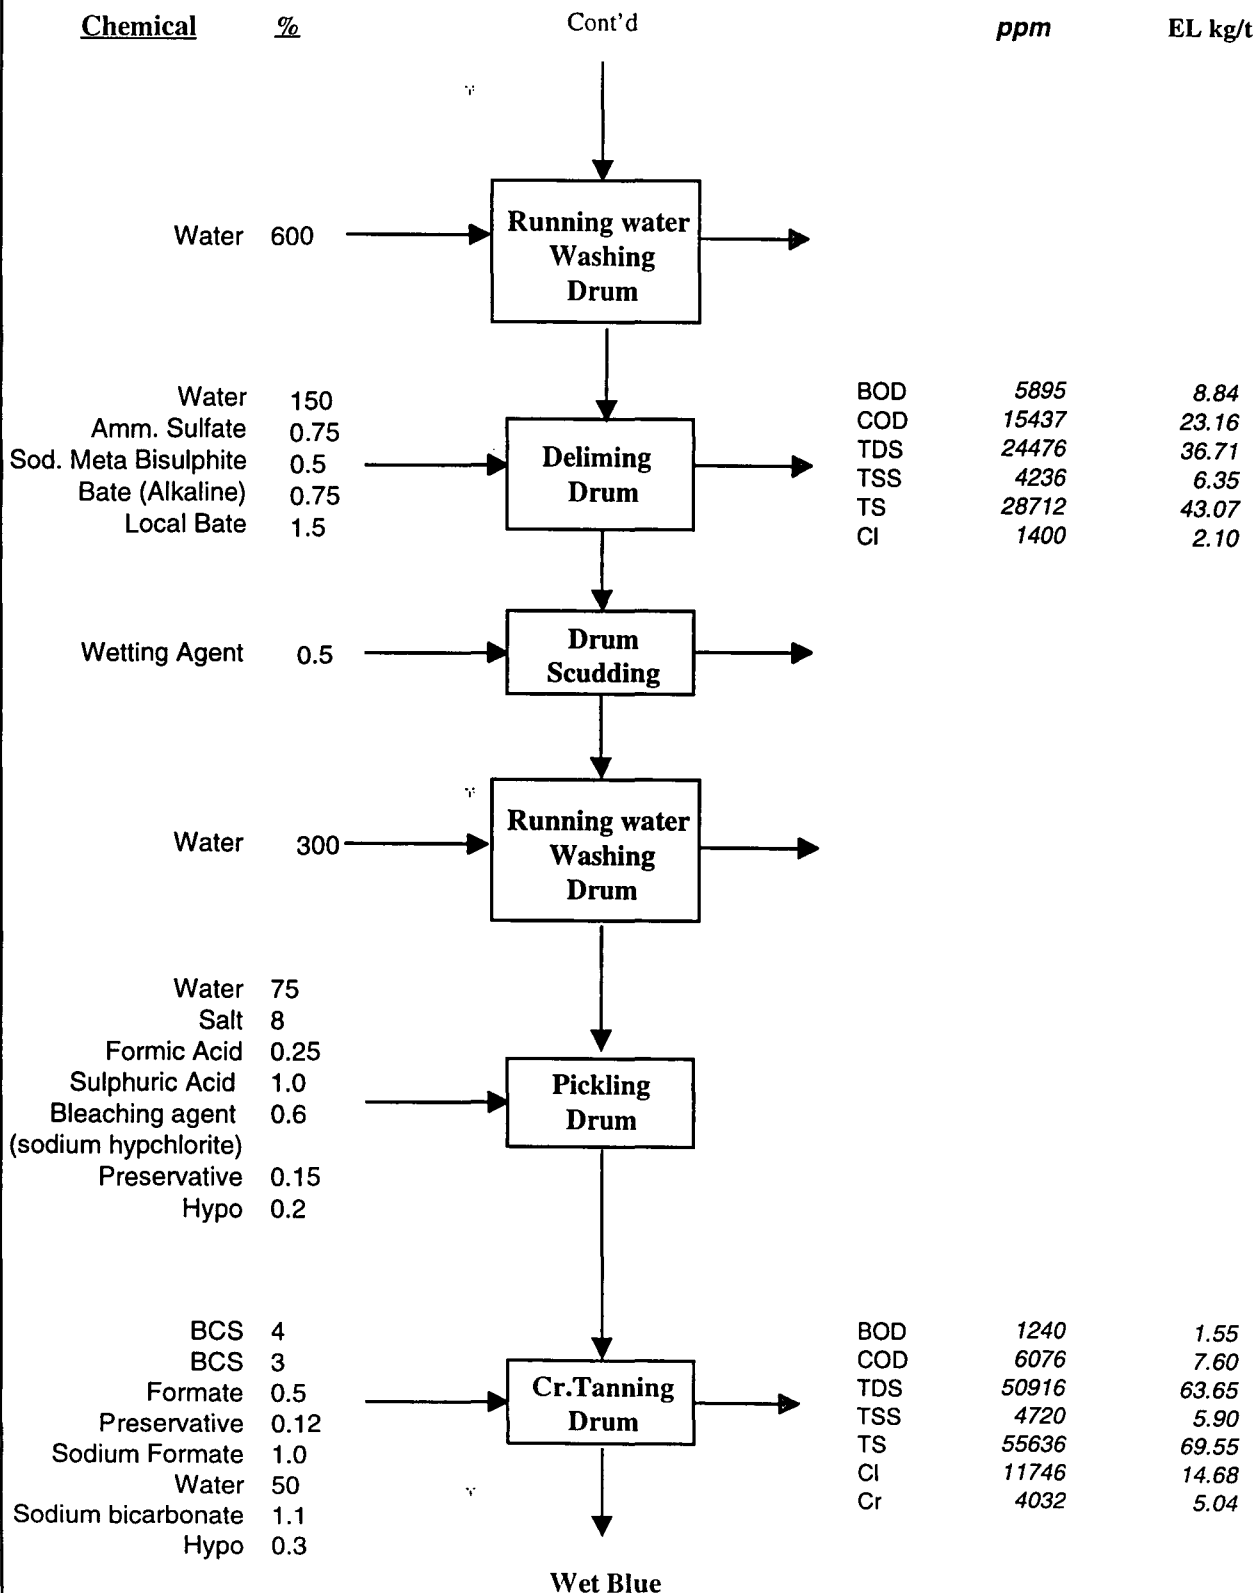 Chemical % Cont'd ppm EL kg/t
Water 600
Running water
Washing
Drum
Water 150
Amm. Sulfate 0.75
Sod. Meta Bisulphite 0.5
Bate (Alkaline) 0.75
Local Bate 1.5
Deliming
Drum
BOD 5895 8.84
COD 15437 23.16
TDS 24476 36.71
TSS 4236 6.35
TS 28712 43.07
Cl 1400 2.10
Wetting Agent 0.5
Drum
Scudding
Water 300
Running water
Washing
Drum
Water 75
Salt 8
Formic Acid 0.25
Sulphuric Acid 1.0
Bleaching agent 0.6
(sodium hypchlorite)
Preservative 0.15
Hypo 0.2
Pickling
Drum
BCS 4
BCS 3
Formate 0.5
Preservative 0.12
Sodium Formate 1.0
Water 50
Sodium bicarbonate 1.1
Hypo 0.3
Cr.Tanning
Drum
BOD 1240 1.55
COD 6076 7.60
TDS 50916 63.65
TSS 4720 5.90
TS 55636 69.55
Cl 11746 14.68
Cr 4032 5.04
Wet Blue